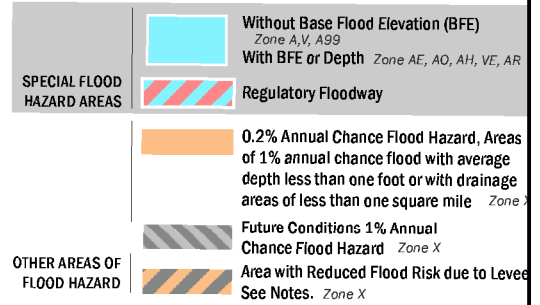 Without Base Flood Elevation (BFE)
Zone A,V, A99
With BFE or Depth Zone AE, AO, AH, VE, AR
SPECIAL FLOOD
HAZARD AREAS
Regulatory Floodway
0.2% Annual Chance Flood Hazard, Areas
of 1% annual chance flood with average
depth less than one foot or with drainage
areas of less than one square mile Zone X
Future Conditions 1% Annual
Chance Flood Hazard Zone X
OTHER AREAS OF
FLOOD HAZARD
Area with Reduced Flood Risk due to Levee
See Notes. Zone X